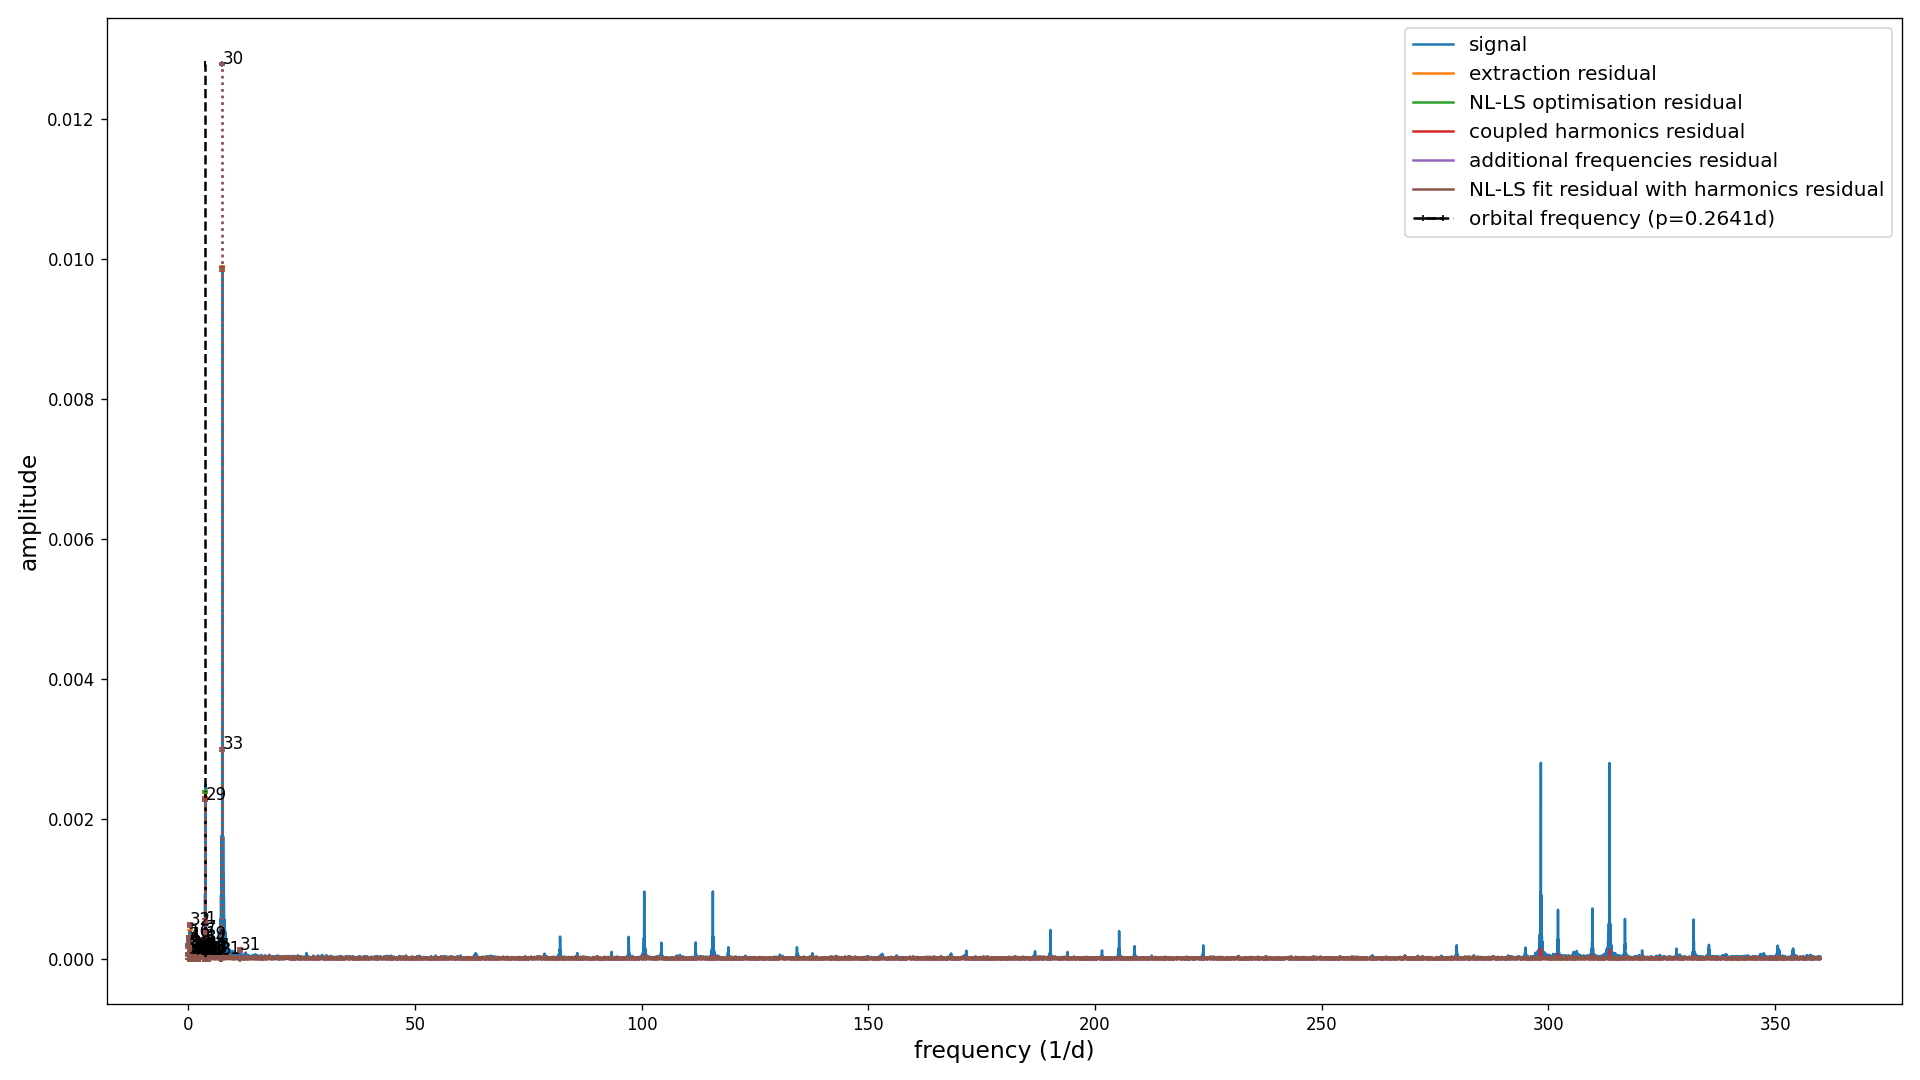 signal
extraction residual
NL-LS optimisation residual
coupled harmonics residual
additional frequencies residual
NL-LS fit residual with harmonics residual
orbital frequency (p=0.2641d)
30
33
29
31
0.012
0.010
0.008
0.006
0.004
0.002
0.000
amplitude
0
50
100
150
200
250
300
350
frequency (1/d)